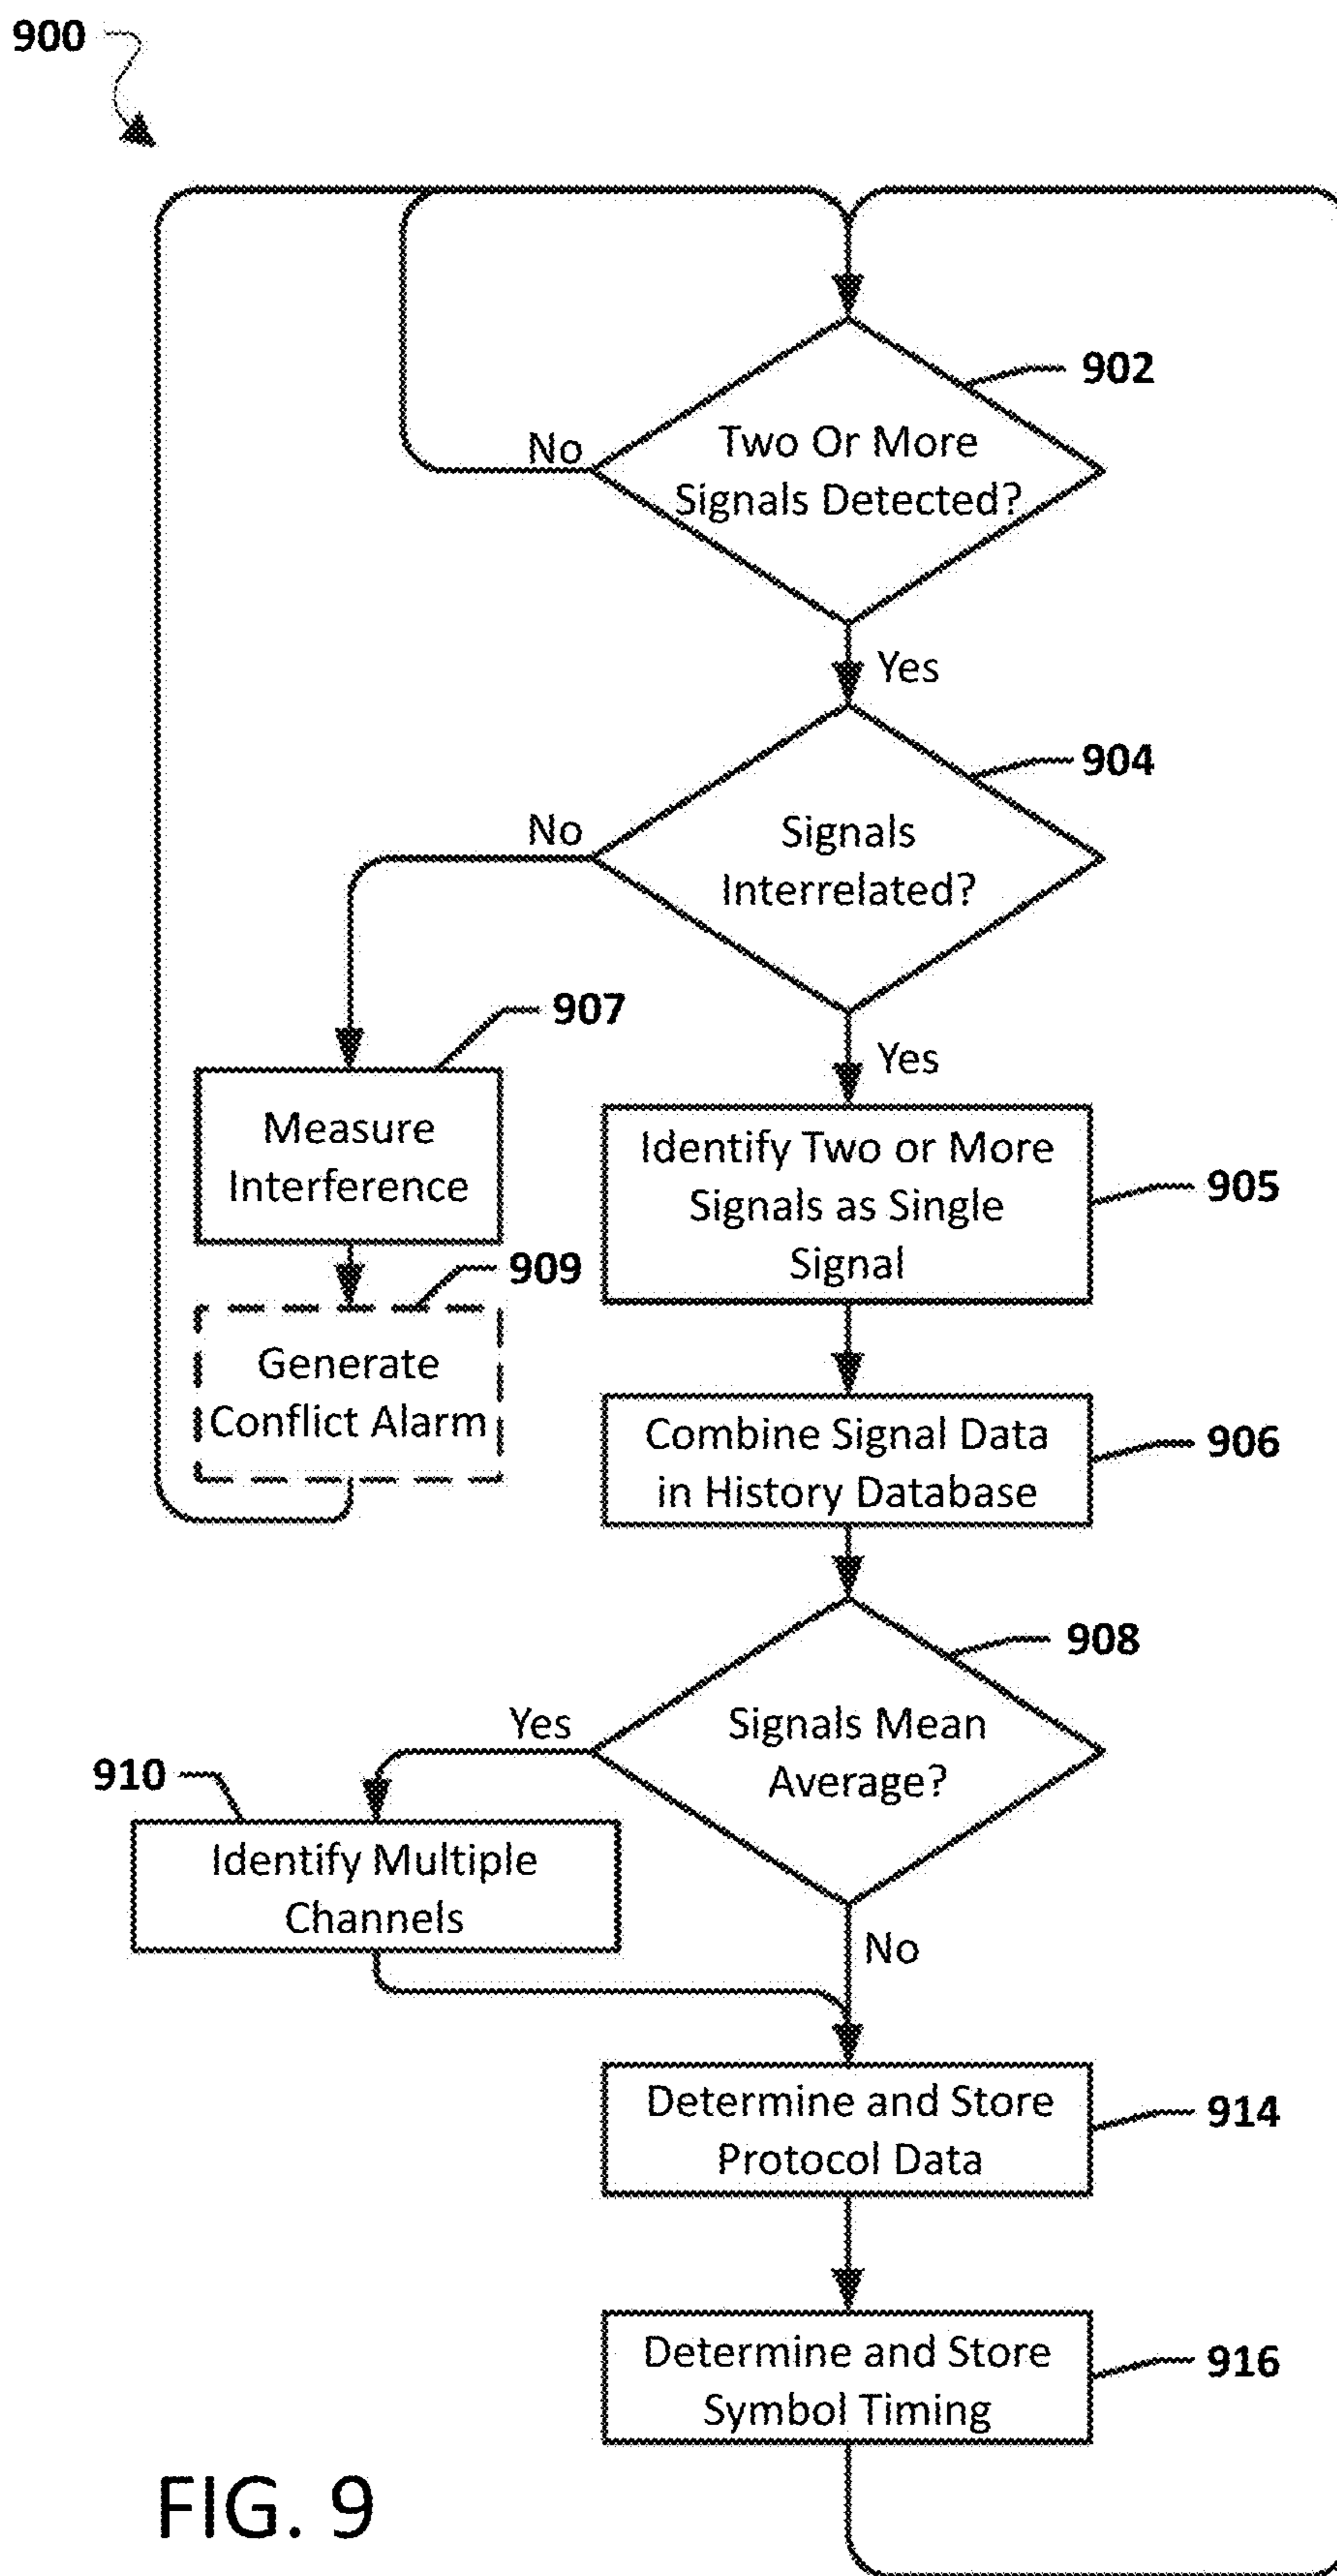 900
902
No
Two Or More
Signals Detected?
Yes
904
No
Signals
Interrelated?
907
Yes
Measure
Interference
Identify Two or More
Signals as Single
Signal
905
909
Generate
Conflict Alarm
Combine Signal Data
in History Database
906
908
Yes
Signals Mean
Average?
910
Identify Multiple
Channels
No
Determine and Store
Protocol Data
914
Determine and Store
Symbol Timing
916
FIG. 9